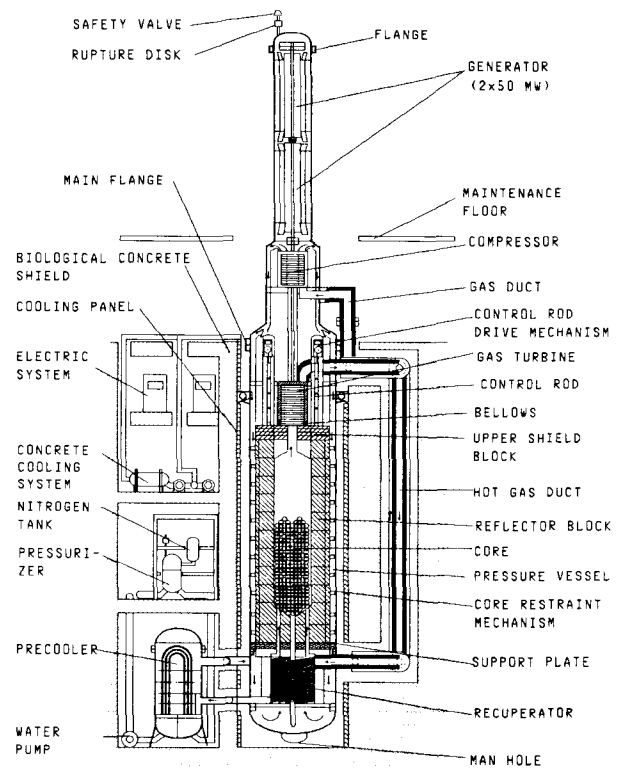 SAFETY VALVE
RUPTURE DISK
FLANGE
GENERATOR
(2x50 MW)
MAIN FLANGE
MAINTENANCE
FLOOR
COMPRESSOR
BIOLOGICAL CONCRETE
SHIELD
COOLING PANEL
GAS DUCT
CONTROL ROD
DRIVE MECHANISM
GAS TURBINE
ELECTRIC
SYSTEM
CONTROL ROD
BELLOWS
UPPER SHIELD
BLOCK
CONCRETE
COOLING
SYSTEM
HOT GAS DUCT
NITROGEN
TANK
REFLECTOR BLOCK
PRESSURI-
ZER
CORE
PRESSURE VESSEL
CORE RESTRAINT
MECHANISM
PRECOOLER
SUPPORT PLATE
RECUPERATOR
WATER
PUMP
MAN HOLE